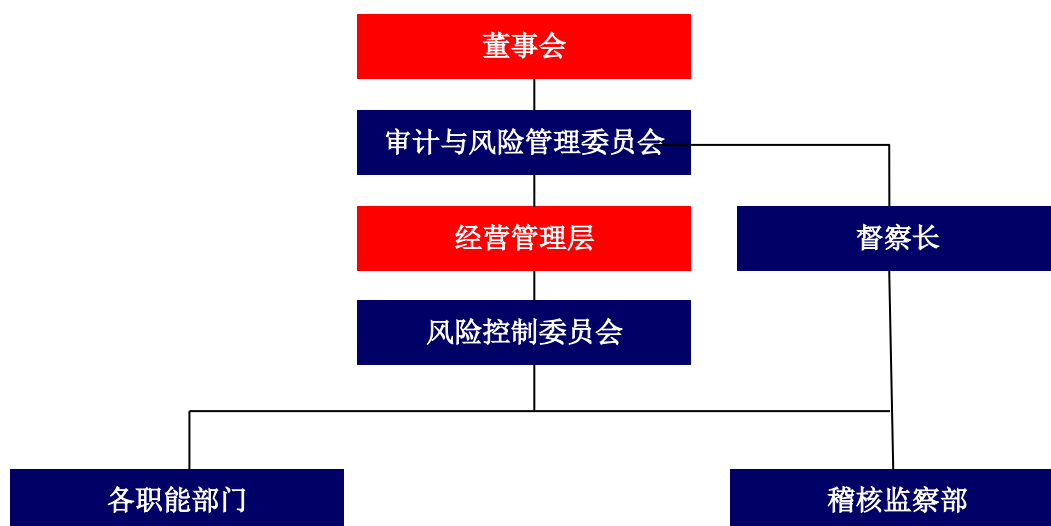 董事会
审计与风险管理委员会
经营管理层
督察长
风险控制委员会
各职能部门
稽核监察部